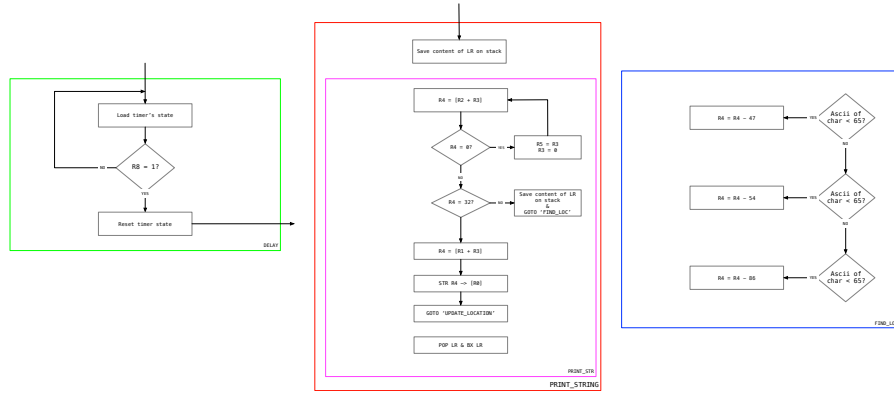 Load timer's state
R8 = 1?
NO
YES
Reset timer state
DELAY
Save content of LR on stack
R4 = [R2 + R3]
R4 = 0?
YES
R5 = R3
R3 = 0
NO
R4 = 32?
NO
Save content of LR
on stack
&
GOTO 'FIND_LOC'
R4 = [R1 + R3]
STR R4 -> [R0]
GOTO 'UPDATE_LOCATION'
POP LR & BX LR
PRINT_STR
PRINT_STRING
R4 = R4 - 47
YES
Ascii of
char < 65?
NO
R4 = R4 - 54
YES
Ascii of
char < 65?
NO
R4 = R4 - 86
YES
Ascii of
char < 65?